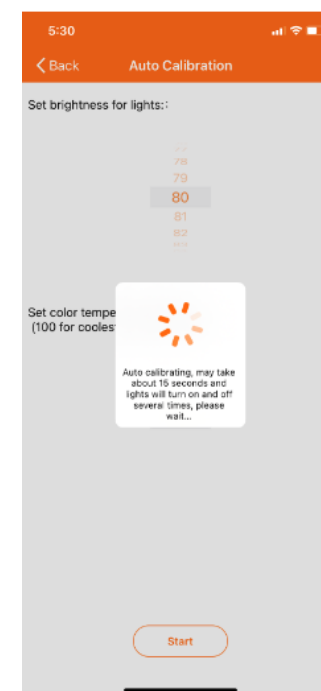 5:30
Back
Auto Calibration
Set brightness for lights::
78
79
80
81
82
Set color tempe
(100 for cooles
Auto calibrating, may take
about 15 seconds and
lights will turn on and off
several times, please
wait...
Start